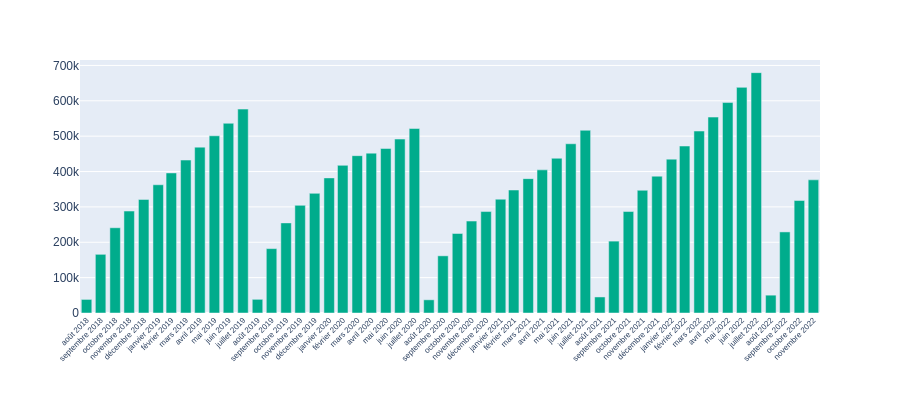 700k
600k
500k
400k
300k
200k
100k
0
août 2018
septembre 2018
octobre 2018
novembre 2018
décembre 2018
janvier 2019
février 2019
mars 2019
avril 2019
mai 2019
juin 2019
juillet 2019
août 2019
septembre 2019
octobre 2019
novembre 2019
décembre 2019
janvier 2020
février 2020
mars 2020
avril 2020
mai 2020
juin 2020
juillet 2020
août 2020
septembre 2020
octobre 2020
novembre 2020
décembre 2020
janvier 2021
février 2021
mars 2021
avril 2021
mai 2021
juin 2021
juillet 2021
août 2021
septembre 2021
octobre 2021
novembre 2021
décembre 2021
janvier 2022
février 2022
mars 2022
avril 2022
mai 2022
juin 2022
juillet 2022
août 2022
septembre 2022
octobre 2022
novembre 2022